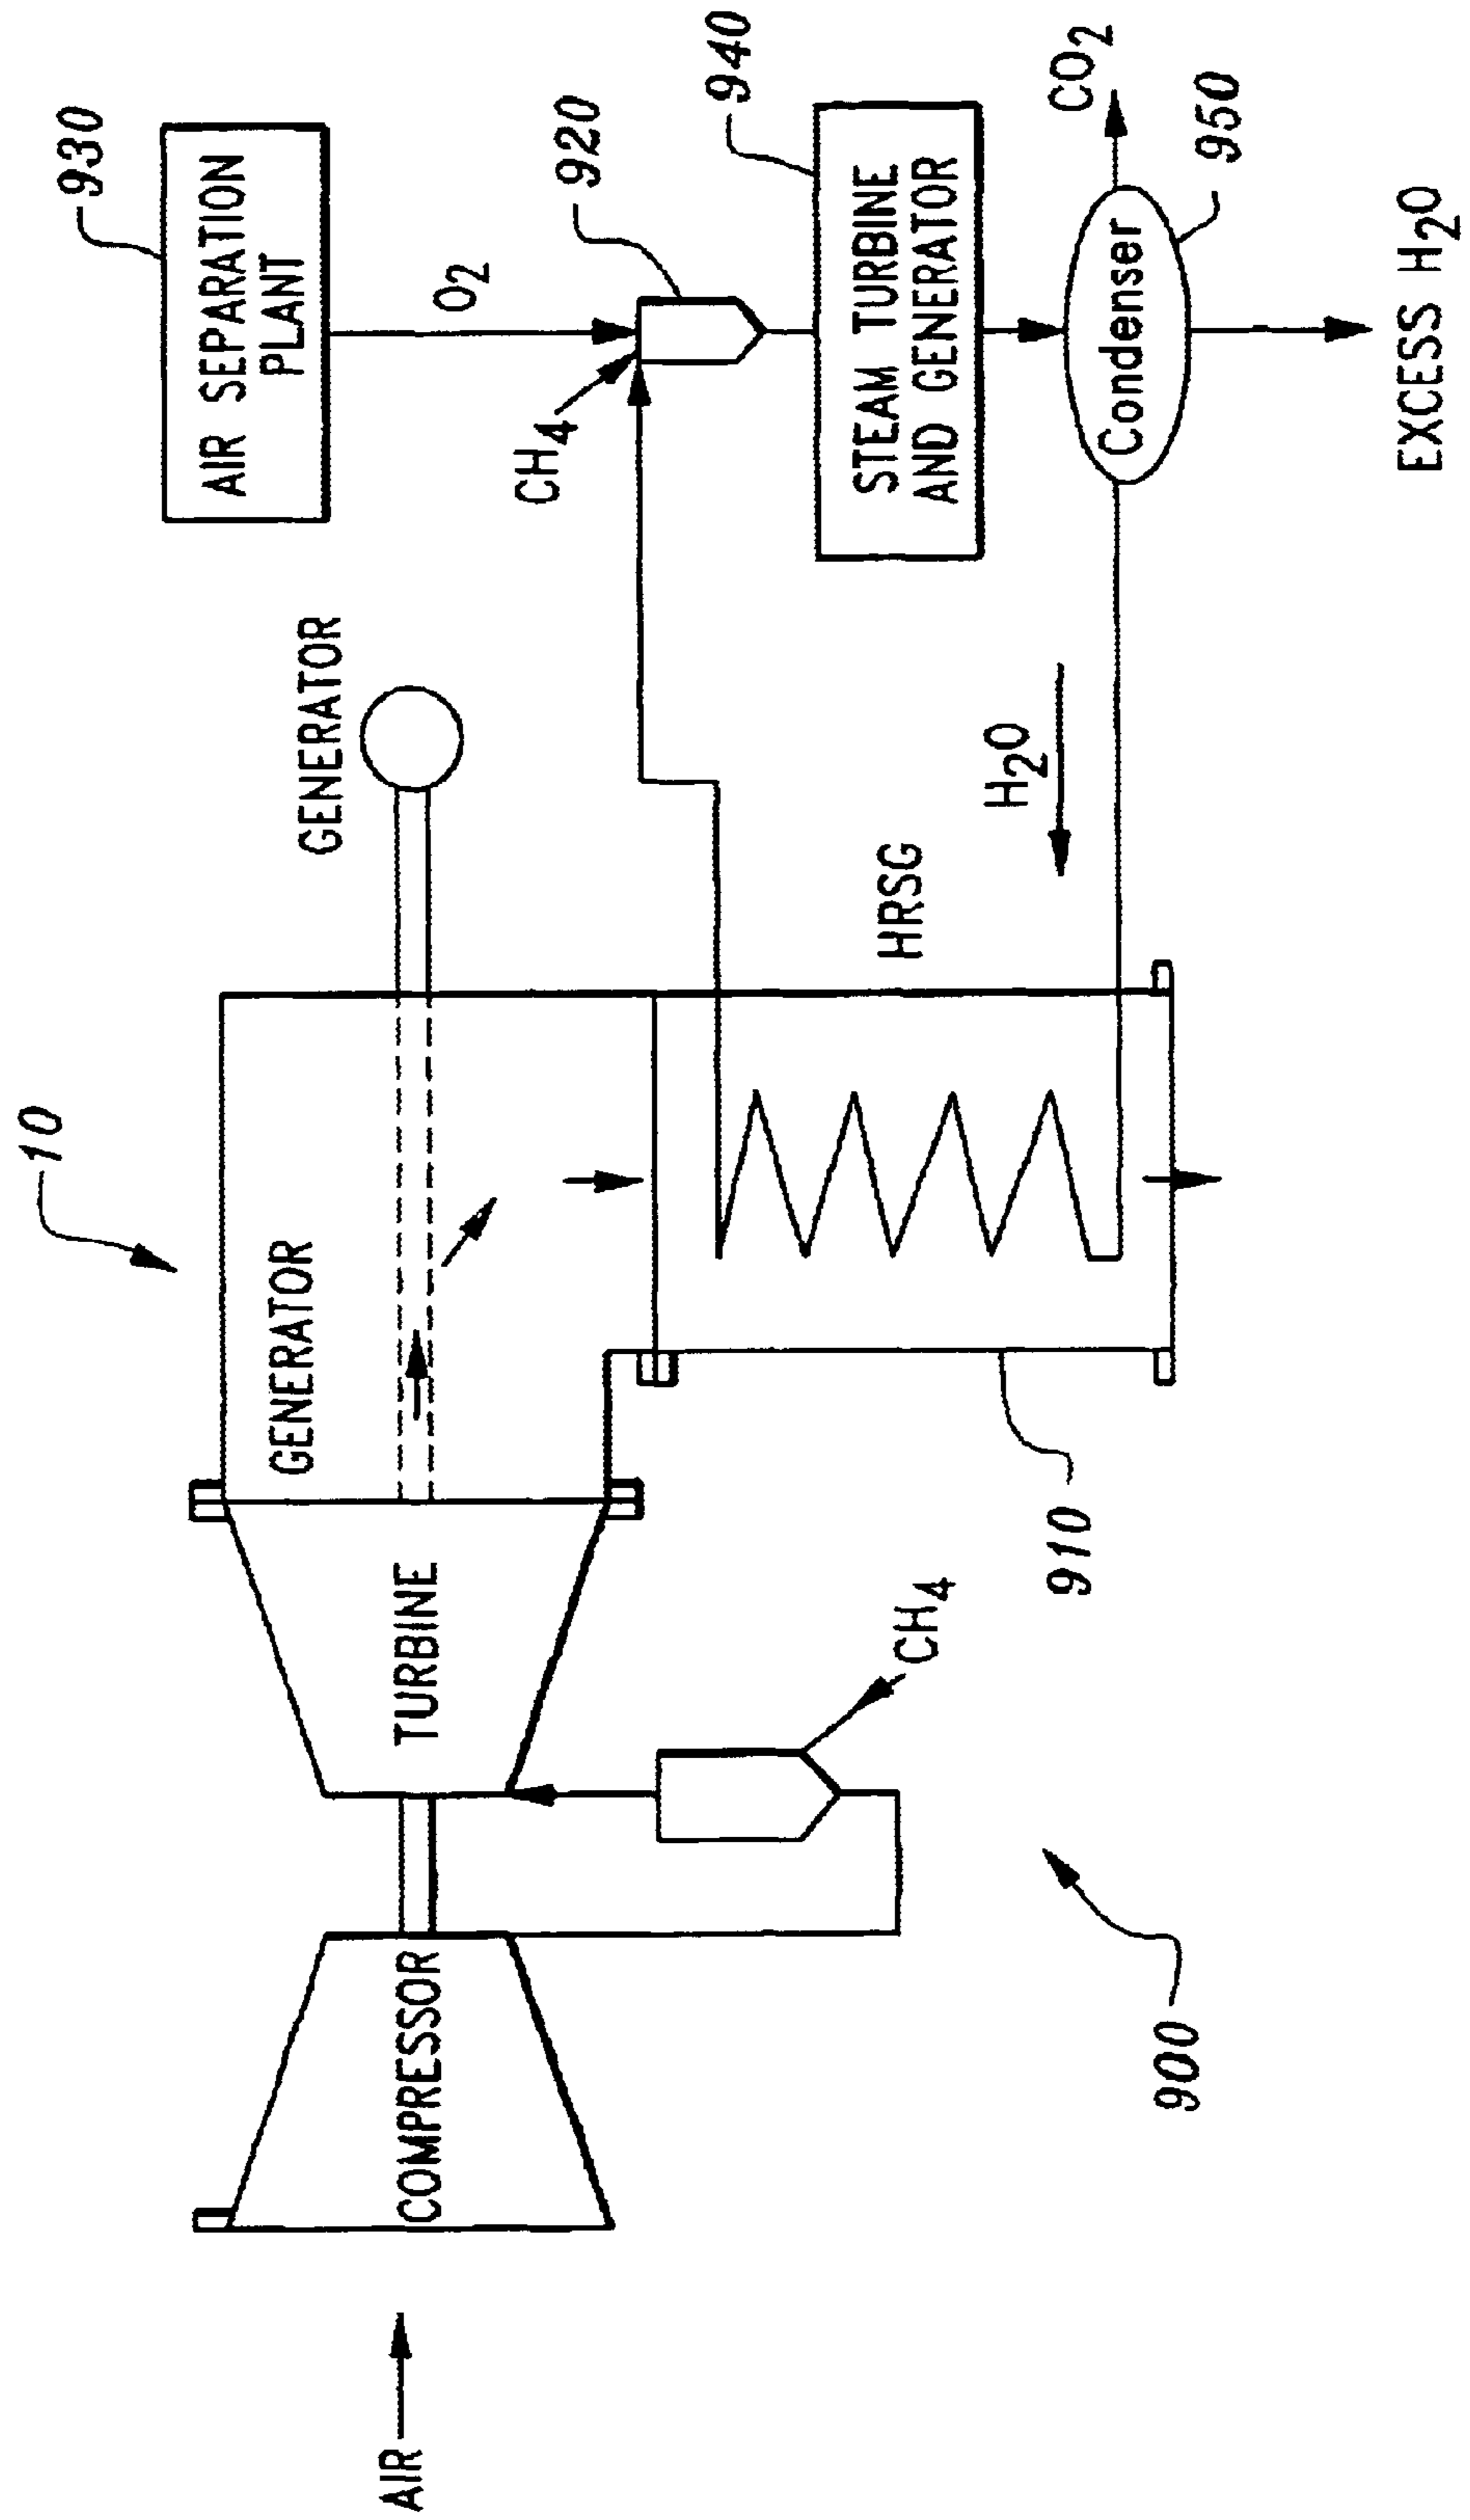 10
930
AIR SEPARATION
PLANT
GENERATOR
O2
920
GENERATOR
AIR
COMPRESSOR
TURBINE
CH4
940
STEAM TURBINE
AND GENERATOR
HRSG
CH4
H2O
CO2
Condenser
950
910
900
EXCESS H2O